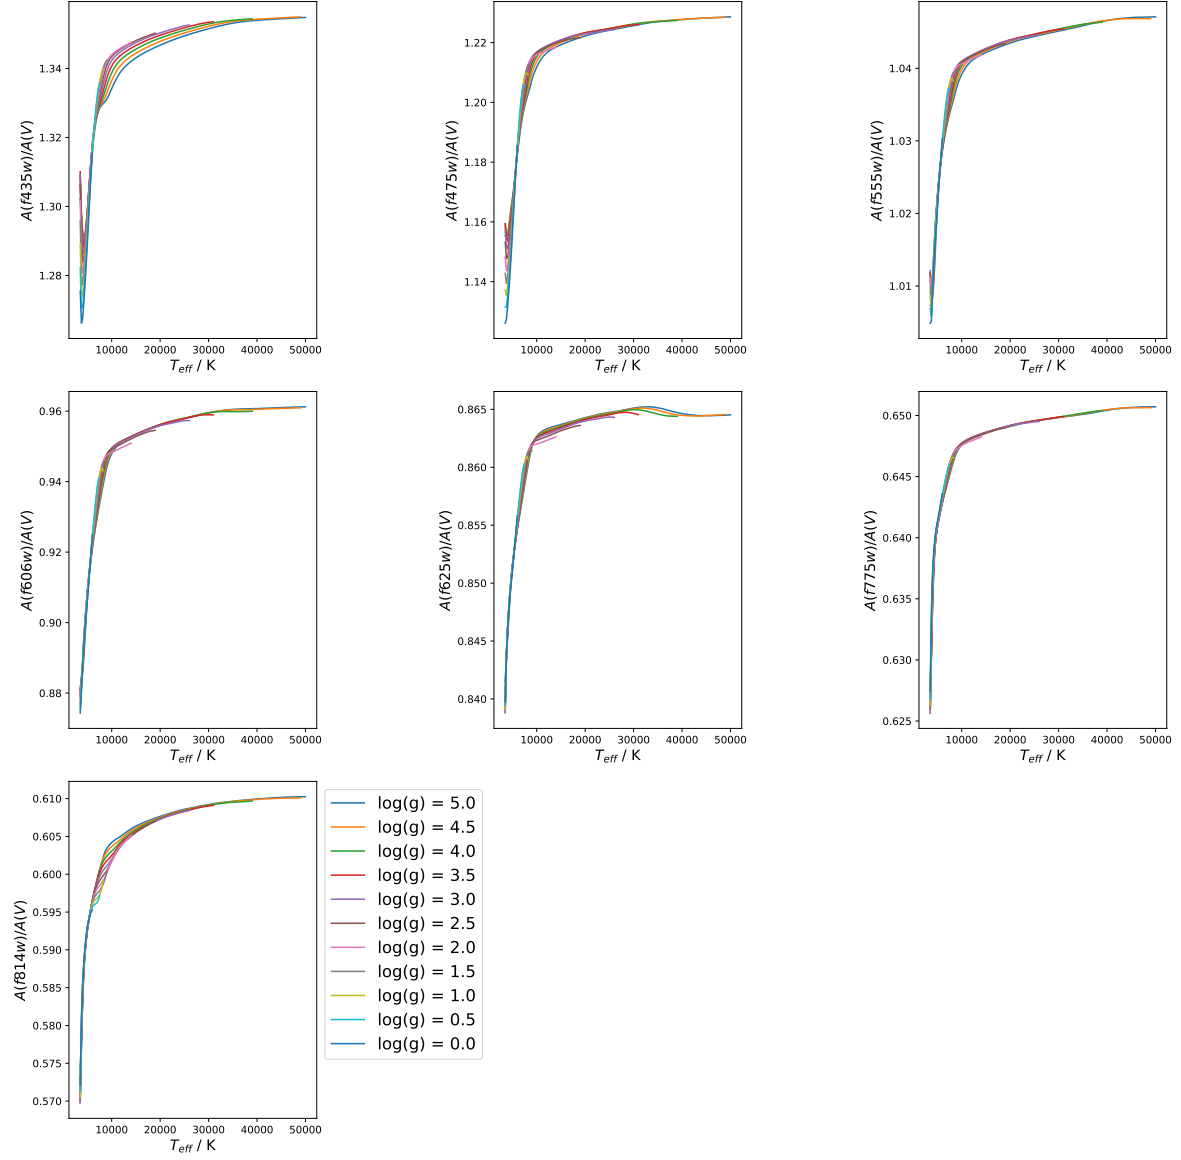 1.34
1.32
1.30
1.28
A(f435w)/A(V)
10000 20000 30000 40000 50000
T_eff / K
1.22
1.20
1.18
1.16
1.14
A(f475w)/A(V)
10000 20000 30000 40000 50000
T_eff / K
1.04
1.03
1.02
1.01
A(f555w)/A(V)
10000 20000 30000 40000 50000
T_eff / K
0.96
0.94
0.92
0.90
0.88
A(f606w)/A(V)
10000 20000 30000 40000 50000
T_eff / K
0.865
0.860
0.855
0.850
0.845
0.840
A(f625w)/A(V)
10000 20000 30000 40000 50000
T_eff / K
0.650
0.645
0.640
0.635
0.630
0.625
A(f775w)/A(V)
10000 20000 30000 40000 50000
T_eff / K
0.610
0.605
0.600
0.595
0.590
0.585
0.580
0.575
0.570
A(f814w)/A(V)
10000 20000 30000 40000 50000
T_eff / K
log(g) = 5.0
log(g) = 4.5
log(g) = 4.0
log(g) = 3.5
log(g) = 3.0
log(g) = 2.5
log(g) = 2.0
log(g) = 1.5
log(g) = 1.0
log(g) = 0.5
log(g) = 0.0